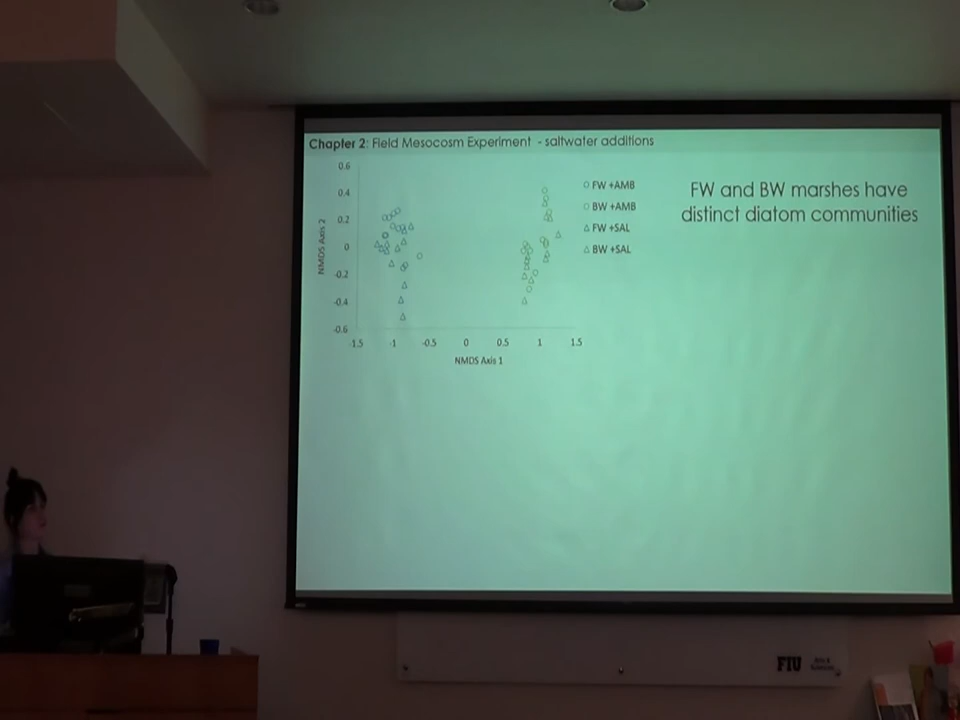 Chapter 2: Field Mesocosm Experiment - saltwater additions
FW and BW marshes have
distinct diatom communities
0.6
0.4
0.2
0
-0.2
-0.4
-0.6
NMDS Axis 2
-1.5 -1 -0.5 0 0.5 1 1.5
NMDS Axis 1
FW +AMB
BW +AMB
FW +SAL
BW +SAL
FIU
Arts &
Sciences